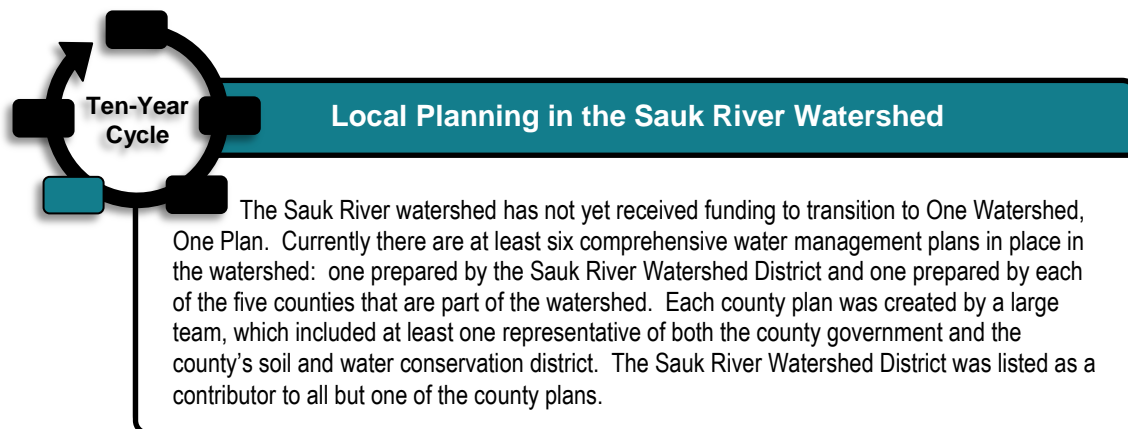 Ten-Year
Cycle
Local Planning in the Sauk River Watershed
The Sauk River watershed has not yet received funding to transition to One Watershed,
One Plan.  Currently there are at least six comprehensive water management plans in place in
the watershed:  one prepared by the Sauk River Watershed District and one prepared by each
of the five counties that are part of the watershed.  Each county plan was created by a large
team, which included at least one representative of both the county government and the
county’s soil and water conservation district.  The Sauk River Watershed District was listed as a
contributor to all but one of the county plans.